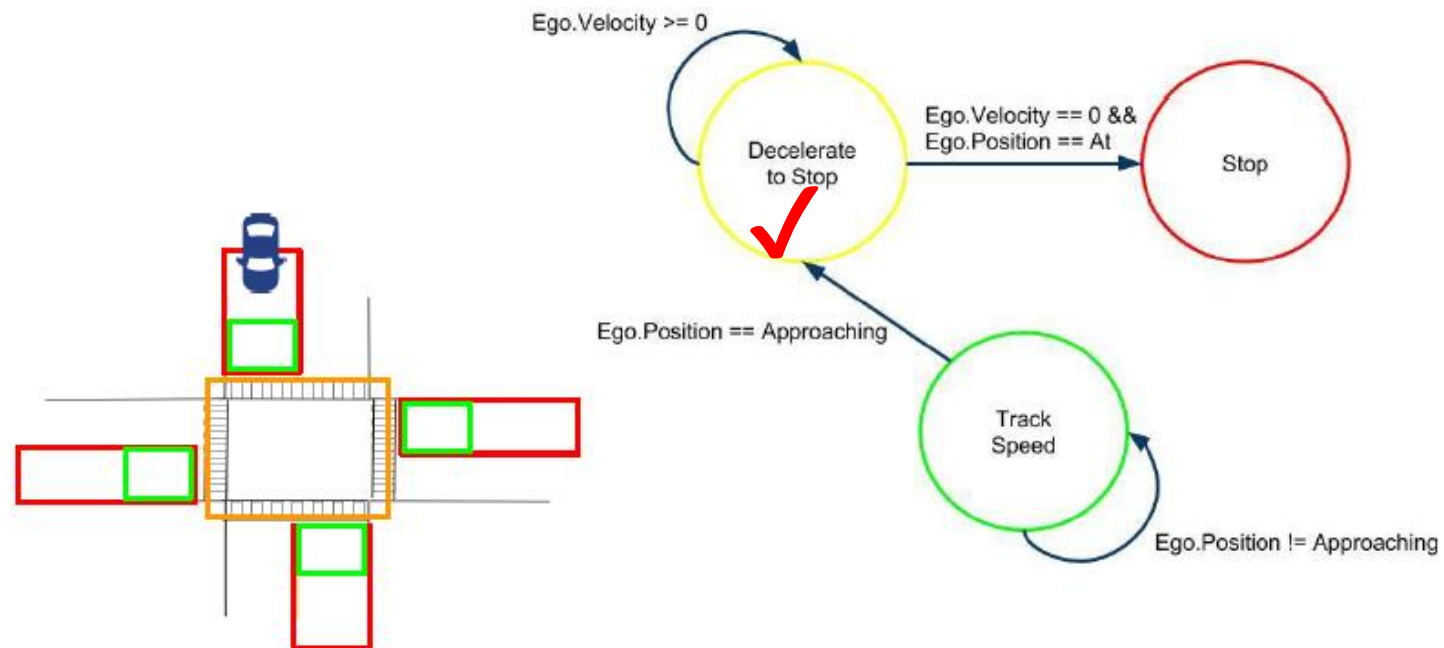 Ego.Velocity >= 0
Ego.Velocity == 0 &&
Ego.Position == At
Decelerate
to Stop
Stop
Ego.Position == Approaching
Track
Speed
Ego.Position != Approaching